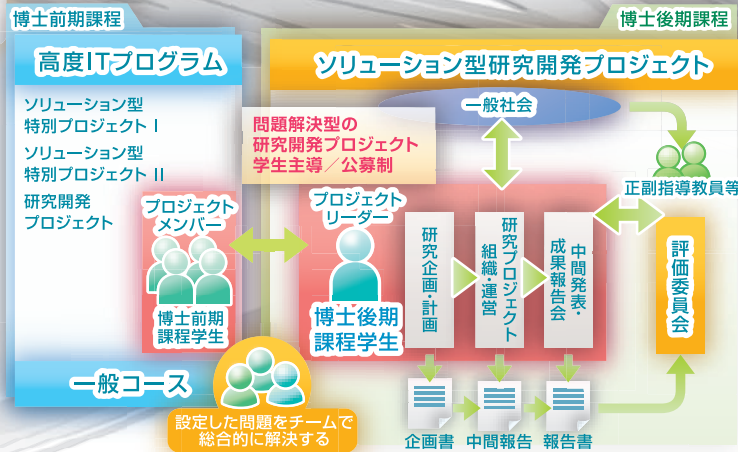 博士前期課程
博士後期課程
高度ITプログラム
ソリューション型研究開発プロジェクト
ソリューション型
特別プロジェクト I
ソリューション型
特別プロジェクト II
研究開発
プロジェクト
問題解決型の
研究開発プロジェクト
学生主導／公募制
一般社会
正副指導教員等
プロジェクト
メンバー
博士前期
課程学生
プロジェクト
リーダー
博士後期
課程学生
研究企画・計画
研究プロジェクト
組織・運営
中間発表・
成果報告会
評価委員会
一般コース
設定した問題をチームで
総合的に解決する
企画書
中間報告
報告書